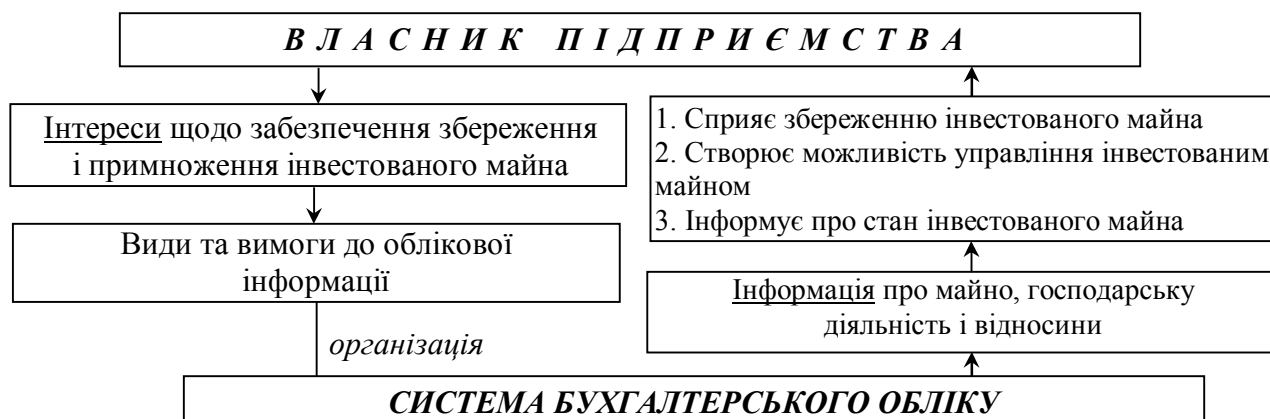 В Л А С Н И К П І Д П Р И Є М С Т В А
Інтереси щодо забезпечення збереження
і примноження інвестованого майна
Види та вимоги до облікової
інформації
організація
1. Сприяє збереженню інвестованого майна
2. Створює можливість управління інвестованим
майном
3. Інформує про стан інвестованого майна
Інформація про майно, господарську
діяльність і відносини
СИСТЕМА БУХГАЛТЕРСЬКОГО ОБЛІКУ